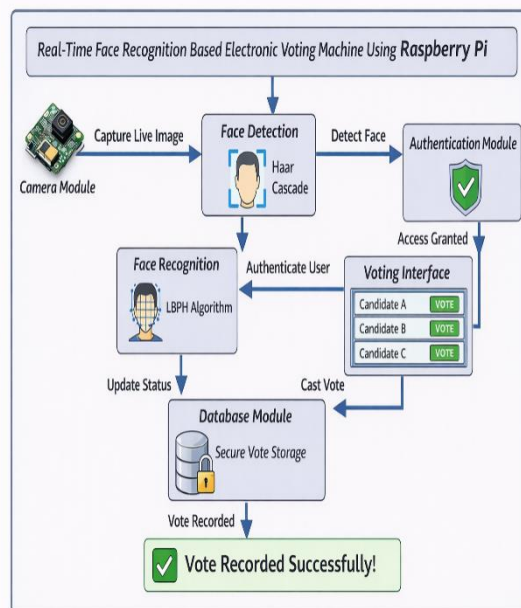 Real-Time Face Recognition Based Electronic Voting Machine Using Raspberry Pi
Capture Live Image
Camera Module
Face Detection
Haar
Cascade
Detect Face
Authentication Module
Access Granted
Face Recognition
LBPH Algorithm
Authenticate User
Voting Interface
Candidate A VOTE
Candidate B VOTE
Candidate C VOTE
Update Status
Cast Vote
Database Module
Secure Vote Storage
Vote Recorded
Vote Recorded Successfully!